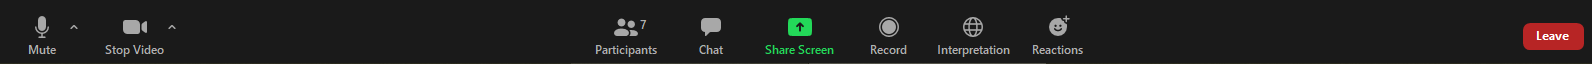 Mute
Stop Video
7
Participants
Chat
Share Screen
Record
Interpretation
Reactions
Leave